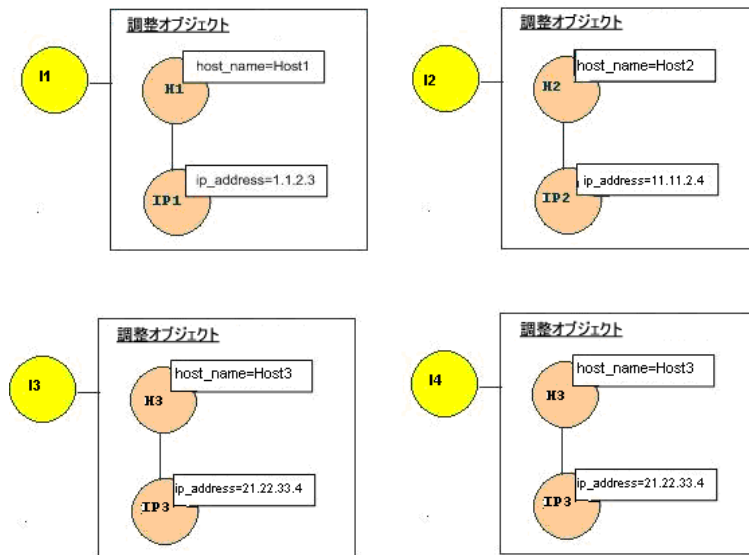 調整オブジェクト
I1
host_name=Host1
H1
ip_address=1.1.2.3
IP1
調整オブジェクト
I2
host_name=Host2
H2
ip_address=11.11.2.4
IP2
調整オブジェクト
I3
host_name=Host3
H3
ip_address=21.22.33.4
IP3
調整オブジェクト
I4
host_name=Host3
H3
ip_address=21.22.33.4
IP3